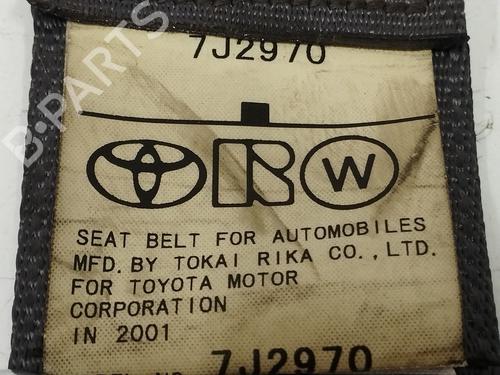 7J2970
B-PARTS
R W
SEAT BELT FOR AUTOMOBILES
MFD. BY TOKAI RIKA CO., LTD.
FOR TOYOTA MOTOR
CORPORATION
IN 2001
7J2970